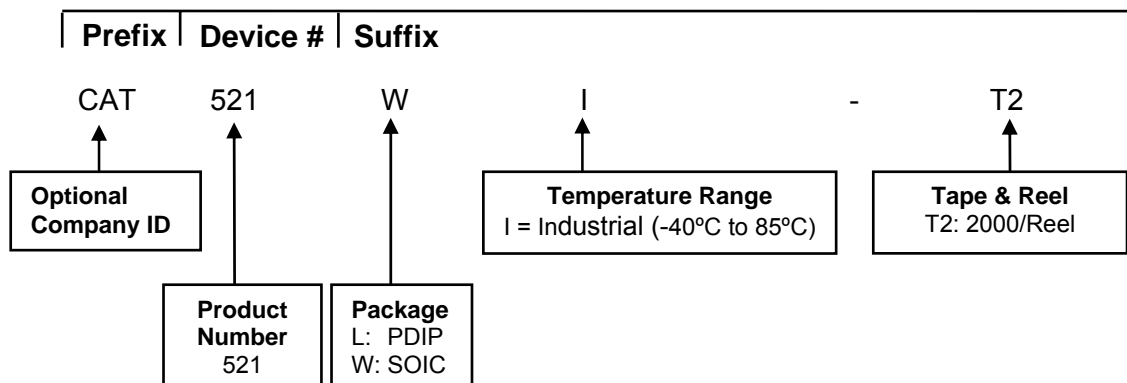 Prefix Device # Suffix
CAT 521 W I - T2
Optional
Company ID
Temperature Range
I = Industrial (-40ºC to 85ºC)
Tape & Reel
T2: 2000/Reel
Product
Number
521
Package
L: PDIP
W: SOIC